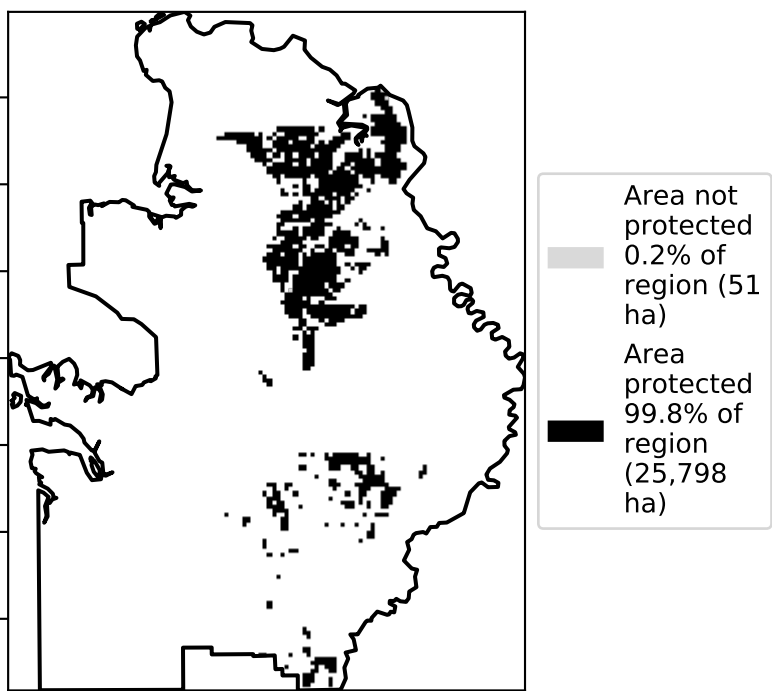 Area not
protected
0.2% of
region (51
ha)
Area
protected
99.8% of
region
(25,798
ha)